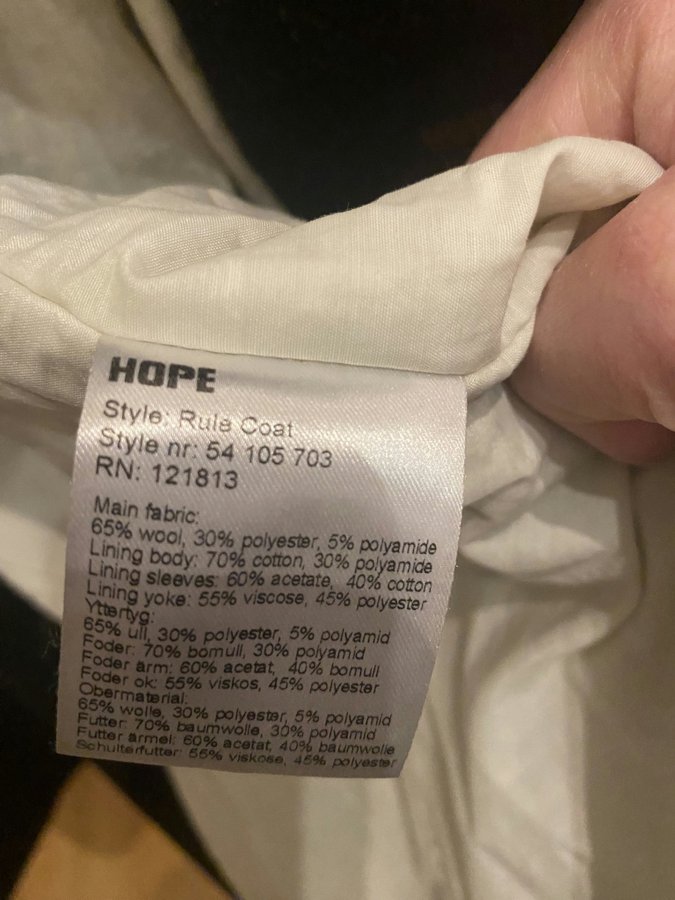 HOPE
Style: Rule Coat
Style nr: 54 105 703
RN: 121813
Main fabric:
65% wool, 30% polyester, 5% polyamide
Lining body: 70% cotton, 30% polyamide
Lining sleeves: 60% acetate, 40% cotton
Lining yoke: 55% viscose, 45% polyester
Yttertyg:
65% ull, 30% polyester, 5% polyamid
Foder: 70% bomull, 30% polyamid
Foder ärm: 60% acetat, 40% bomull
Foder ok: 55% viskos, 45% polyester
Obermaterial:
65% wolle, 30% polyester, 5% polyamid
Futter: 70% baumwolle, 30% polyamid
Futter ärmel: 60% acetat, 40% baumwolle
Schulterfutter: 55% viskose, 45% polyester